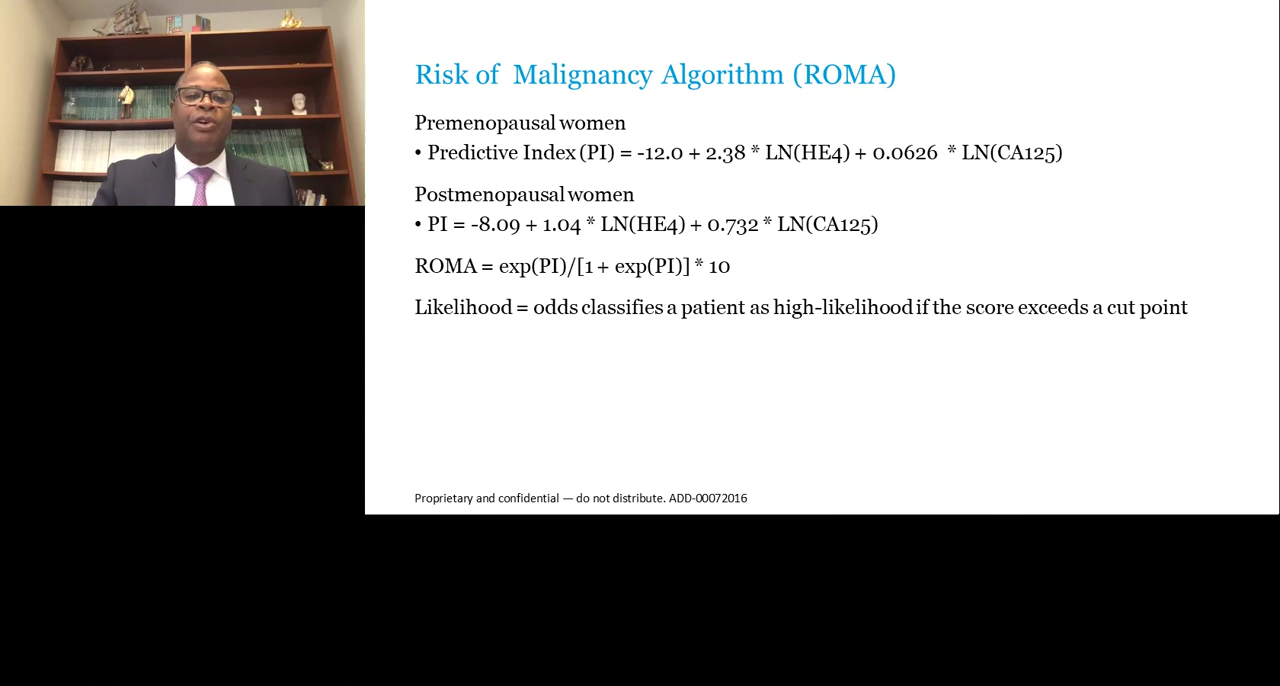 Risk of Malignancy Algorithm (ROMA)
Premenopausal women
• Predictive Index (PI) = -12.0 + 2.38 * LN(HE4) + 0.0626 * LN(CA125)
Postmenopausal women
• PI = -8.09 + 1.04 * LN(HE4) + 0.732 * LN(CA125)
ROMA = exp(PI)/[1 + exp(PI)] * 10
Likelihood = odds classifies a patient as high-likelihood if the score exceeds a cut point
Proprietary and confidential — do not distribute. ADD-00072016